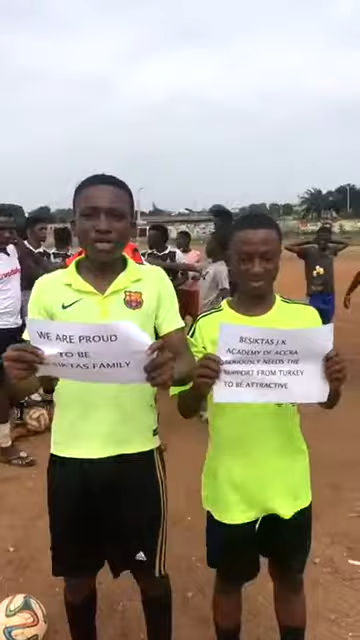 WE ARE PROUD
TO BE
BESIKTAS FAMILY
BESIKTAS J.K
ACADEMY OF ACCRA
SERIOUSLY NEEDS THE
SUPPORT FROM TURKEY
TO BE ATTRACTIVE